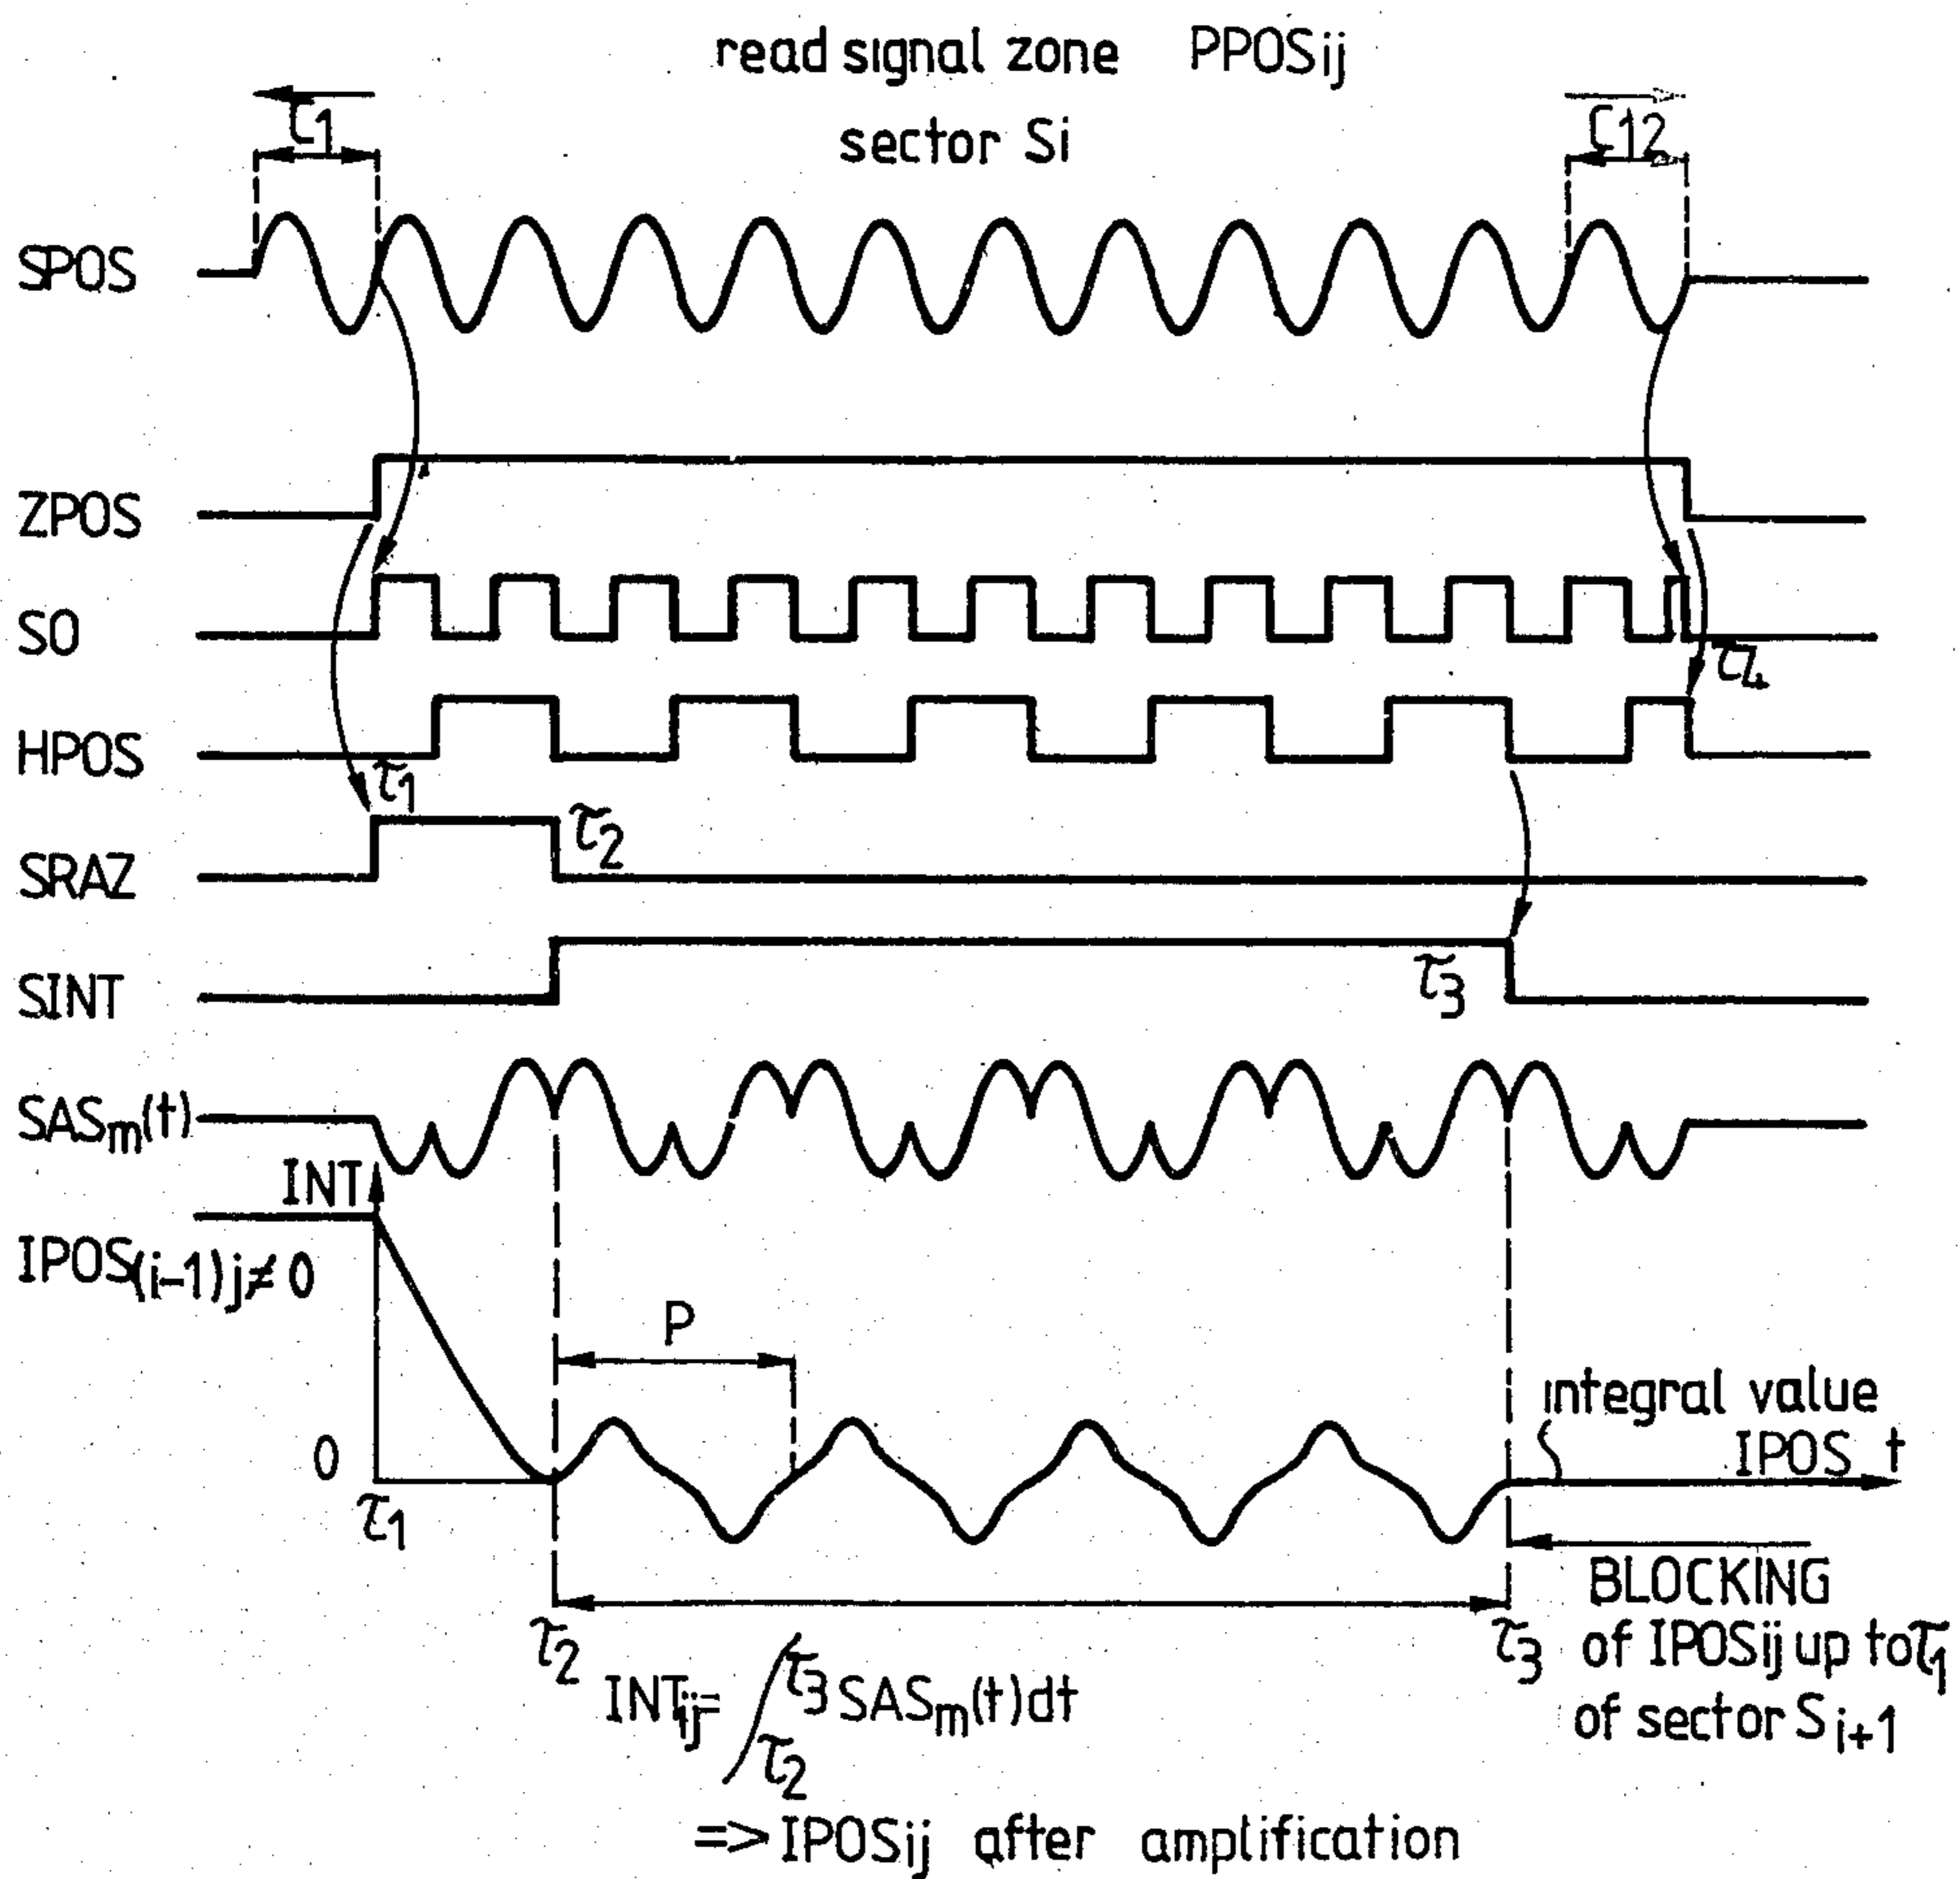 read signal zone PPOSij
sector Si
C1
C12
SPOS
ZPOS
SO
τ4
HPOS
τ1
τ2
SRAZ
SINT
τ3
SASm(t)
INT
IPOS(i-1)j≠0
P
integral value
IPOS t
0
τ1
BLOCKING
of IPOSij up to τ1
of sector Si+1
τ2
τ3
INTij= ∫τ2τ3 SASm(t)dt
=> IPOSij after amplification